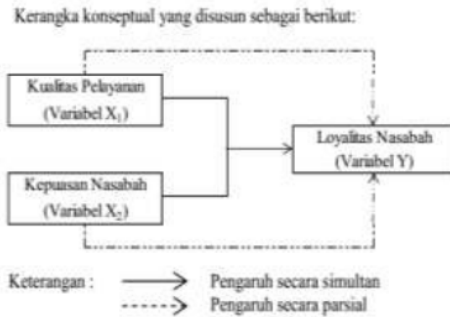 Kerangka konseptual yang disusun sebagai berikut:
Kualitas Pelayanan
(Variabel X₁)
Loyalitas Nasabah
(Variabel Y)
Kepuasan Nasabah
(Variabel X₂)
Keterangan :
Pengaruh secara simultan
Pengaruh secara parsial